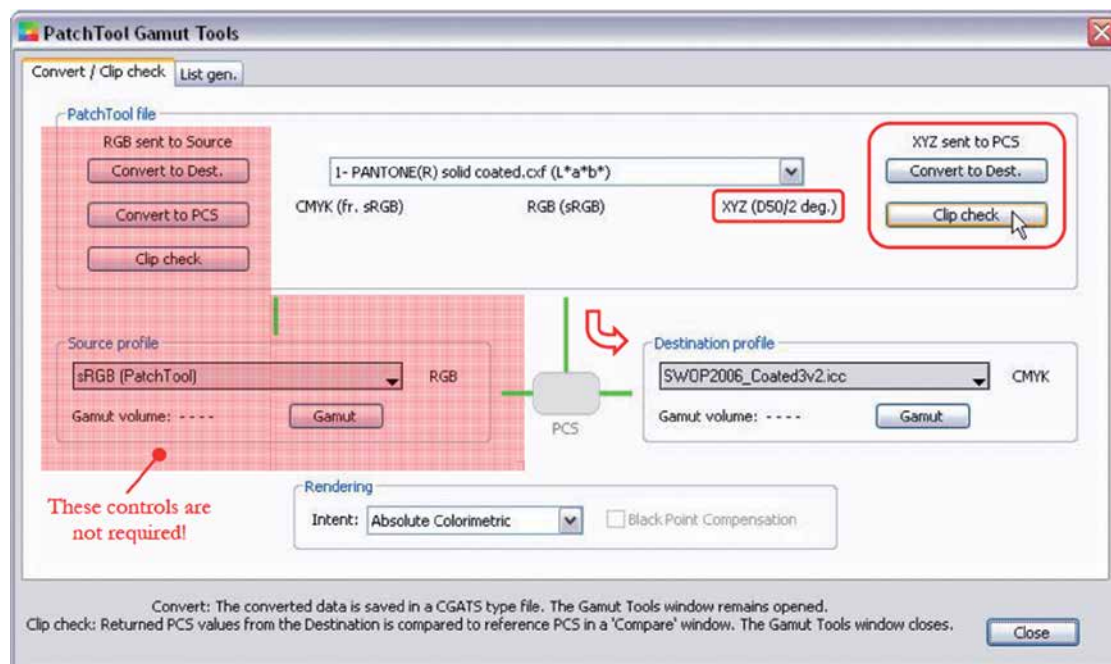 PatchTool Gamut Tools
Convert / Clip check
List gen.
PatchTool file
RGB sent to Source
Convert to Dest.
Convert to PCS
Clip check
1- PANTONE(R) solid coated.cxf (L*a*b*)
CMYK (fr. sRGB)
RGB (sRGB)
XYZ (D50/2 deg.)
XYZ sent to PCS
Convert to Dest.
Clip check
Source profile
sRGB (PatchTool)
RGB
Gamut volume: - - - -
Gamut
PCS
Destination profile
SWOP2006_Coated3v2.icc
CMYK
Gamut volume: - - - -
Gamut
These controls are
not required!
Rendering
Intent: Absolute Colorimetric
Black Point Compensation
Convert: The converted data is saved in a CGATS type file. The Gamut Tools window remains opened.
Clip check: Returned PCS values from the Destination is compared to reference PCS in a 'Compare' window. The Gamut Tools window closes.
Close